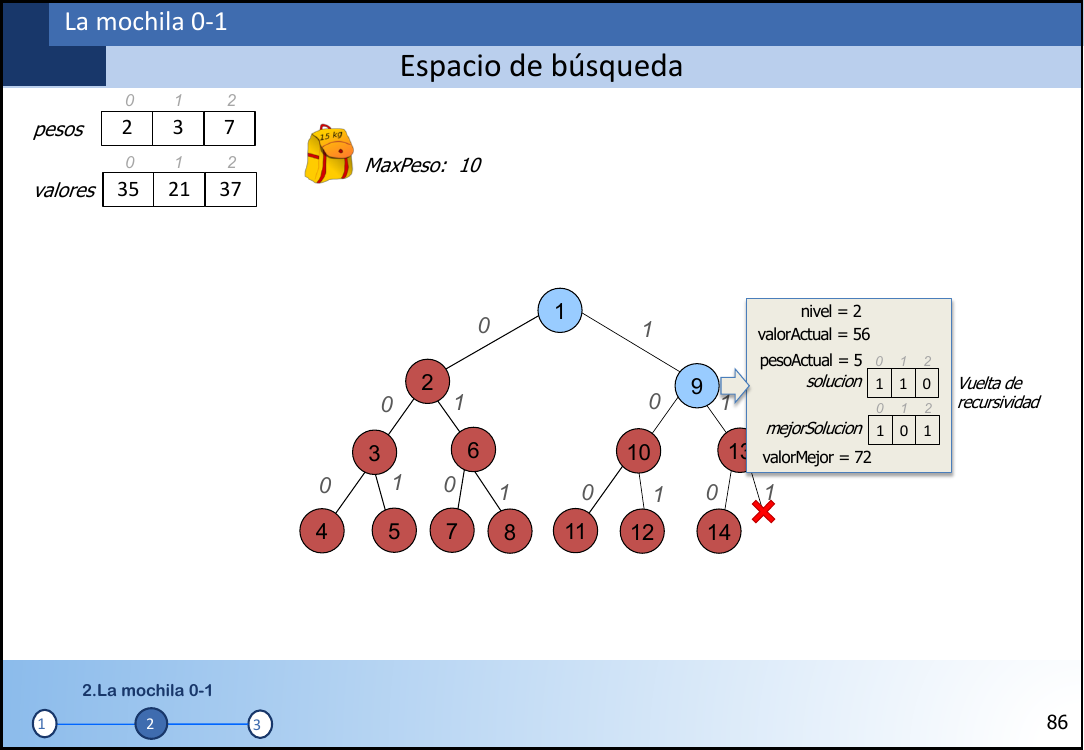 La mochila 0-1
Espacio de búsqueda
0 1 2
pesos 2 3 7
0 1 2
valores 35 21 37
15 kg
MaxPeso: 10
1
0 1
2 9
0 1 0 1
3 6 10 13
0 1 0 1 0 1 0 1
4 5 7 8 11 12 14
nivel = 2
valorActual = 56
pesoActual = 5
0 1 2
solucion 1 1 0
0 1 2
mejorSolucion 1 0 1
valorMejor = 72
Vuelta de
recursividad
2.La mochila 0-1
1 2 3
86